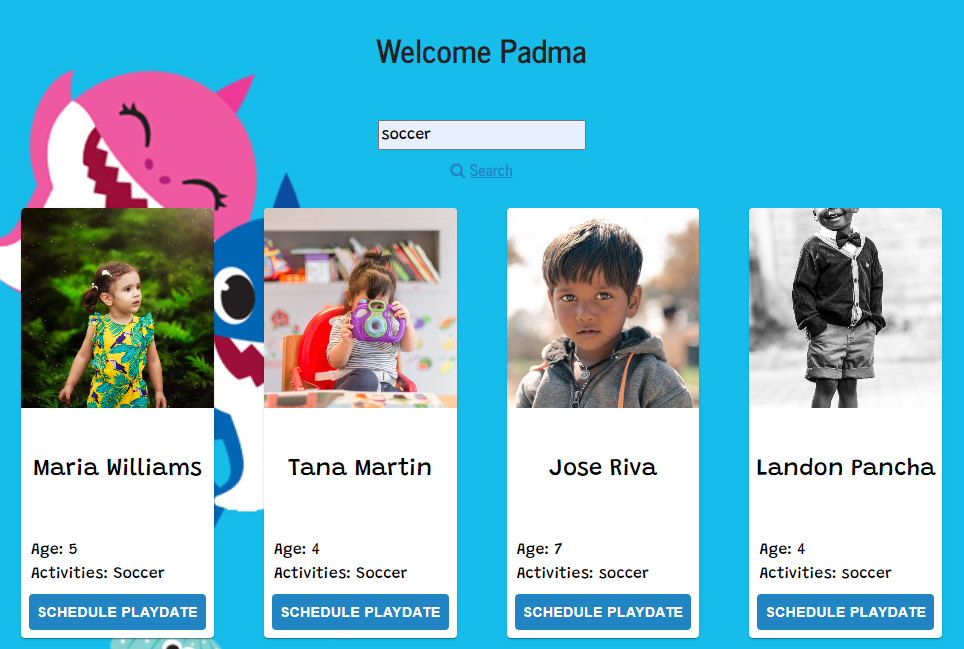 Welcome Padma
soccer
Search
Maria Williams
Age: 5
Activities: Soccer
SCHEDULE PLAYDATE
Tana Martin
Age: 4
Activities: Soccer
SCHEDULE PLAYDATE
Jose Riva
Age: 7
Activities: soccer
SCHEDULE PLAYDATE
Landon Pancha
Age: 4
Activities: soccer
SCHEDULE PLAYDATE